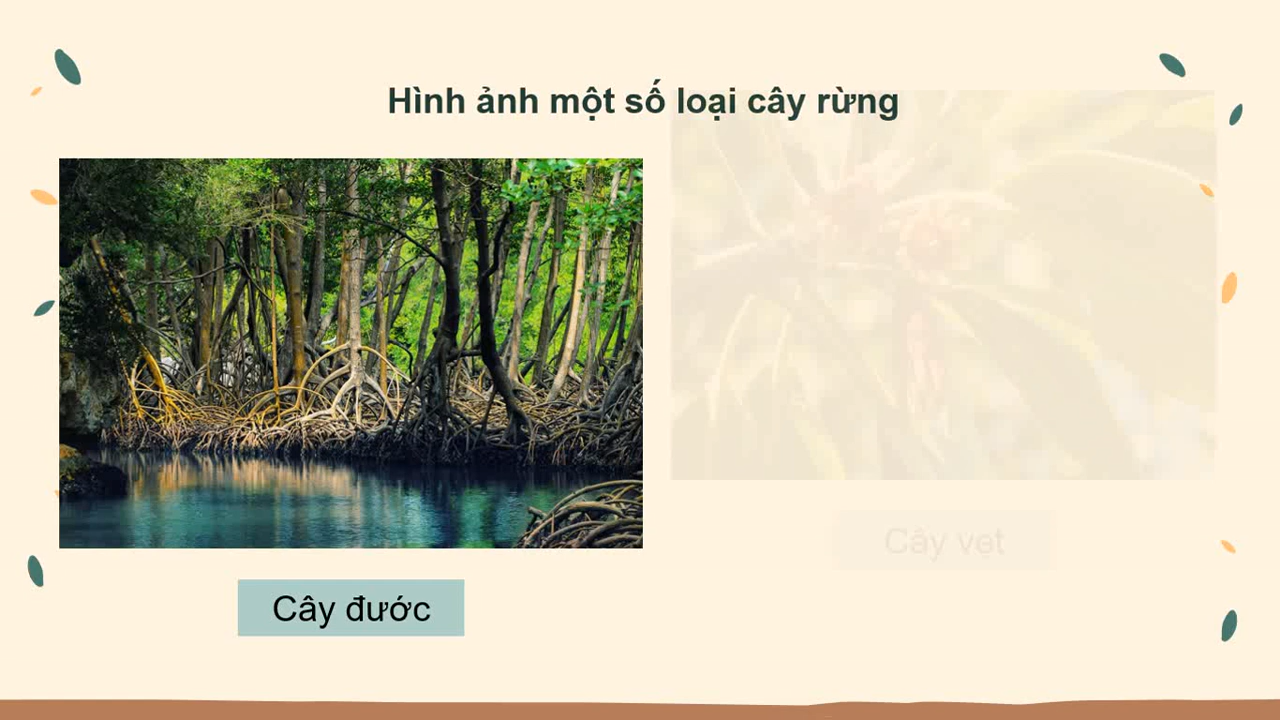 Hình ảnh một số loại cây rừng
Cây đước
Cây vẹt